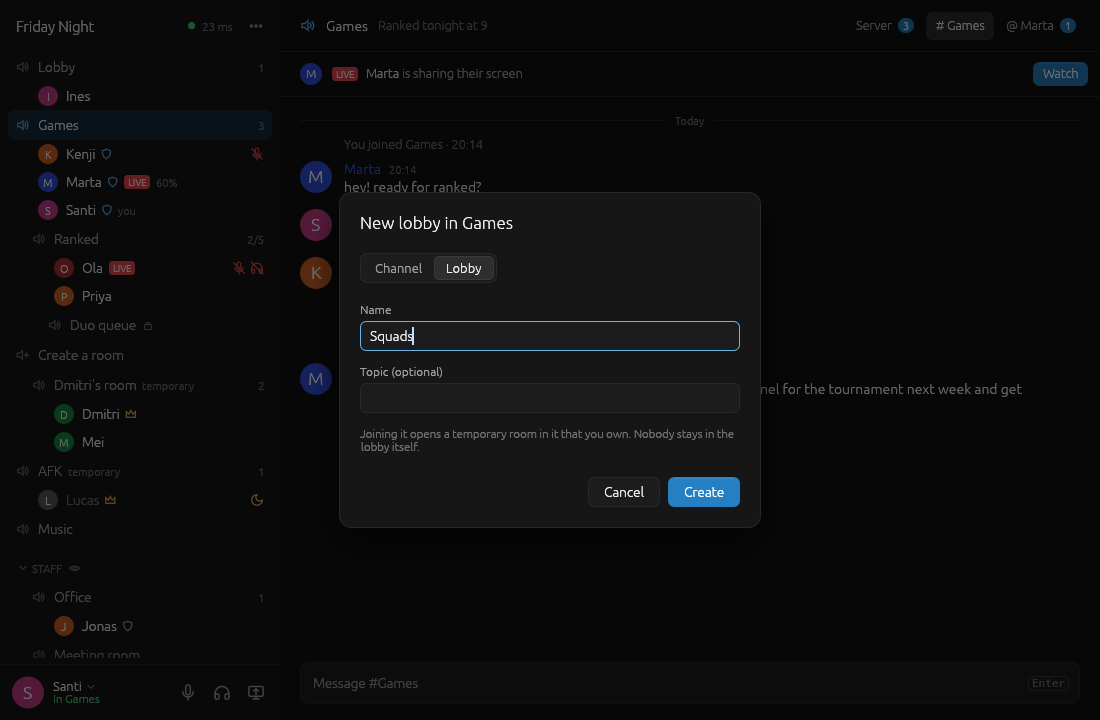 Friday Night
23 ms
Lobby 1
I Ines
Games 3
K Kenji
M Marta LIVE 60%
S Santi you
Ranked 2/5
O Ola LIVE
P Priya
Duo queue
Create a room
Dmitri's room temporary 2
D Dmitri
M Mei
AFK temporary 1
L Lucas
Music
STAFF
Office 1
J Jonas
Meeting room
S Santi
In Games
Games Ranked tonight at 9
Server 3
# Games
@ Marta 1
M LIVE Marta is sharing their screen
Watch
Today
You joined Games · 20:14
M Marta 20:14
hey! ready for ranked?
S
K
M
nel for the tournament next week and get
New lobby in Games
Channel Lobby
Name
Squads
Topic (optional)
Joining it opens a temporary room in it that you own. Nobody stays in the
lobby itself.
Cancel Create
Message #Games Enter